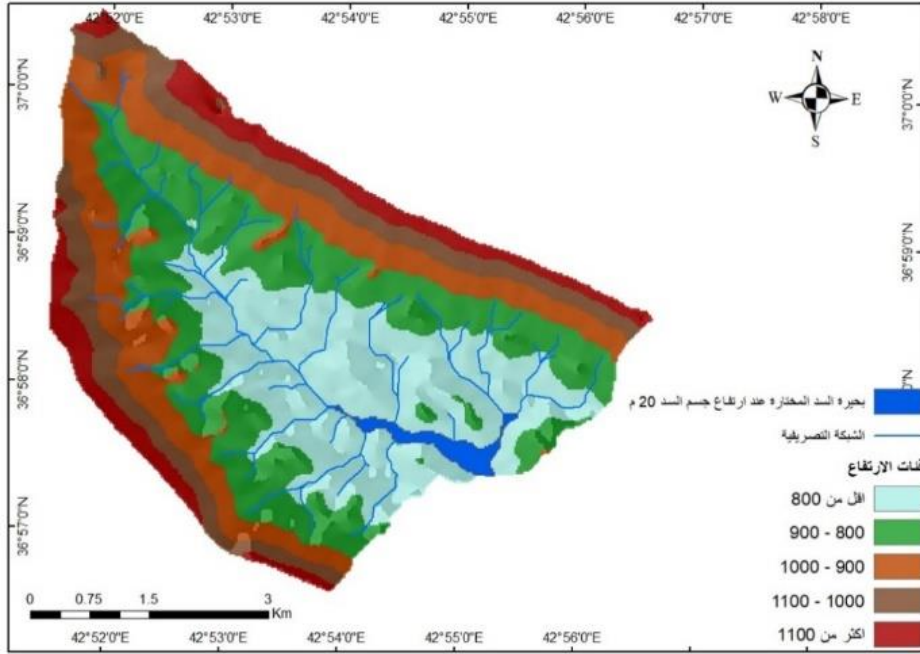 42°52'0"E 42°53'0"E 42°54'0"E 42°55'0"E 42°56'0"E 42°57'0"E 42°58'0"E
N
W E
S
37°0'0"N
37°0'0"N
36°59'0"N
36°59'0"N
36°58'0"N
بحيرة السد المختارة عند ارتفاع جسم السد 20 م
الشبكة التصريفية
فئات الارتفاع
اقل من 800
900 - 800
1000 - 900
1100 - 1000
اكثر من 1100
36°57'0"N
0 0.75 1.5 3
Km
42°52'0"E 42°53'0"E 42°54'0"E 42°55'0"E 42°56'0"E